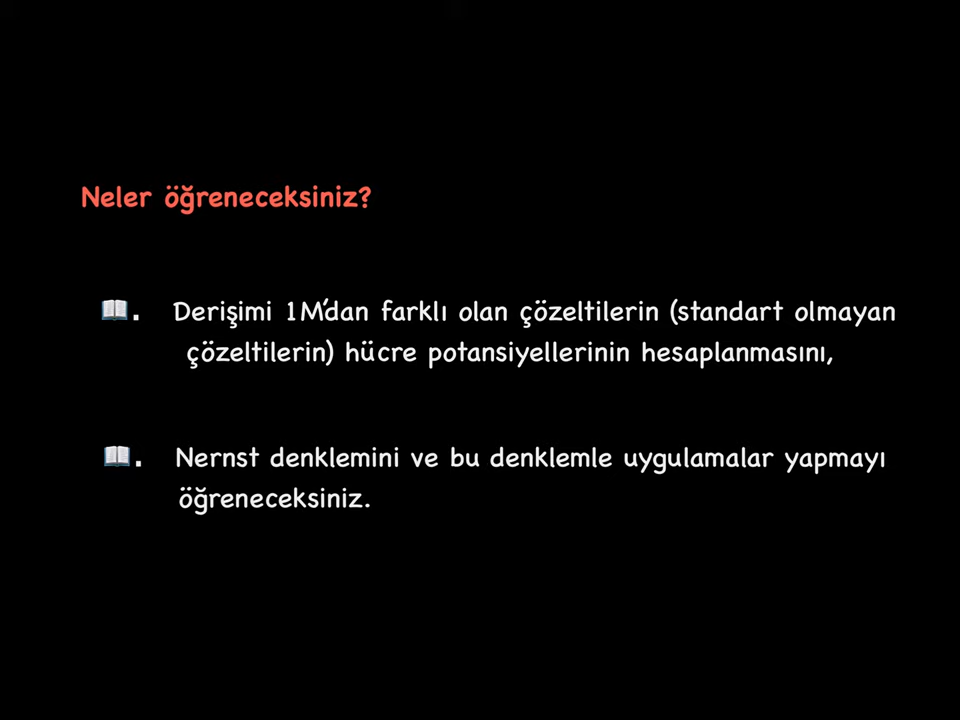 Neler öğreneceksiniz?
📖. Derişimi 1M'dan farklı olan çözeltilerin (standart olmayan
çözeltilerin) hücre potansiyellerinin hesaplanmasını,
📖. Nernst denklemini ve bu denklemle uygulamalar yapmayı
öğreneceksiniz.